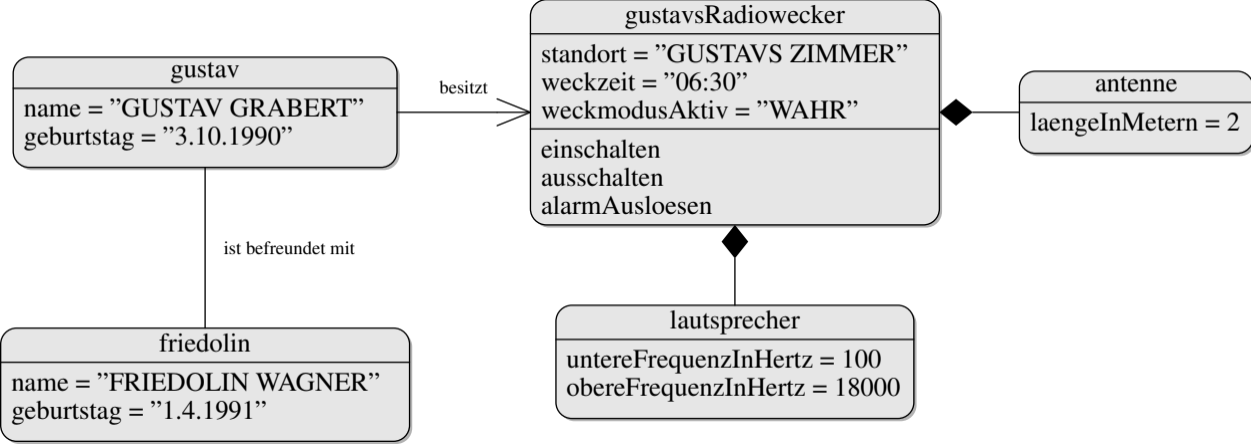 gustavsRadiowecker
standort = ”GUSTAVS ZIMMER”
weckzeit = ”06:30”
weckmodusAktiv = ”WAHR”
einschalten
ausschalten
alarmAusloesen
gustav
name = ”GUSTAV GRABERT”
geburtstag = ”3.10.1990”
besitzt
antenne
laengeInMetern = 2
ist befreundet mit
friedolin
name = ”FRIEDOLIN WAGNER”
geburtstag = ”1.4.1991”
lautsprecher
untereFrequenzInHertz = 100
obereFrequenzInHertz = 18000